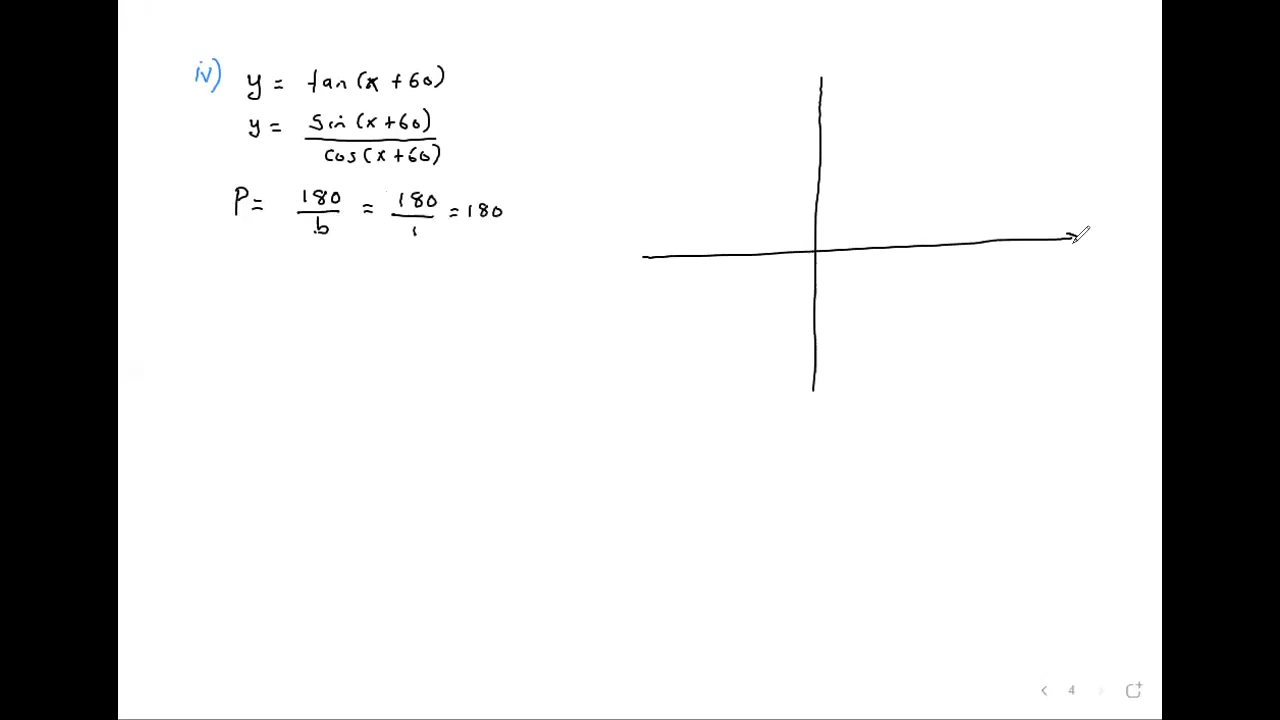 iv) y = tan(x + 60)
y = sin(x + 60) / cos(x + 60)
P = 180 / b = 180 / 1 = 180
4